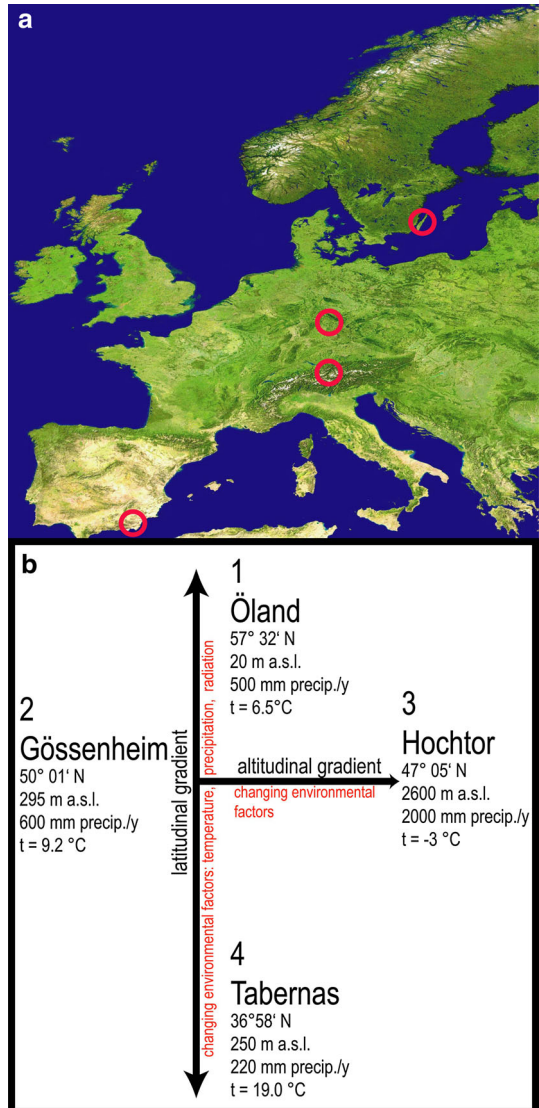 a
b
1
Öland
57° 32‘ N
20 m a.s.l.
500 mm precip./y
t = 6.5°C
2
Gössenheim
50° 01‘ N
295 m a.s.l.
600 mm precip./y
t = 9.2 °C
latitudinal gradient
changing environmental factors: temperature, precipitation, radiation
altitudinal gradient
changing environmental
factors
3
Hochtor
47° 05‘ N
2600 m a.s.l.
2000 mm precip./y
t = -3 °C
4
Tabernas
36°58‘ N
250 m a.s.l.
220 mm precip./y
t = 19.0 °C